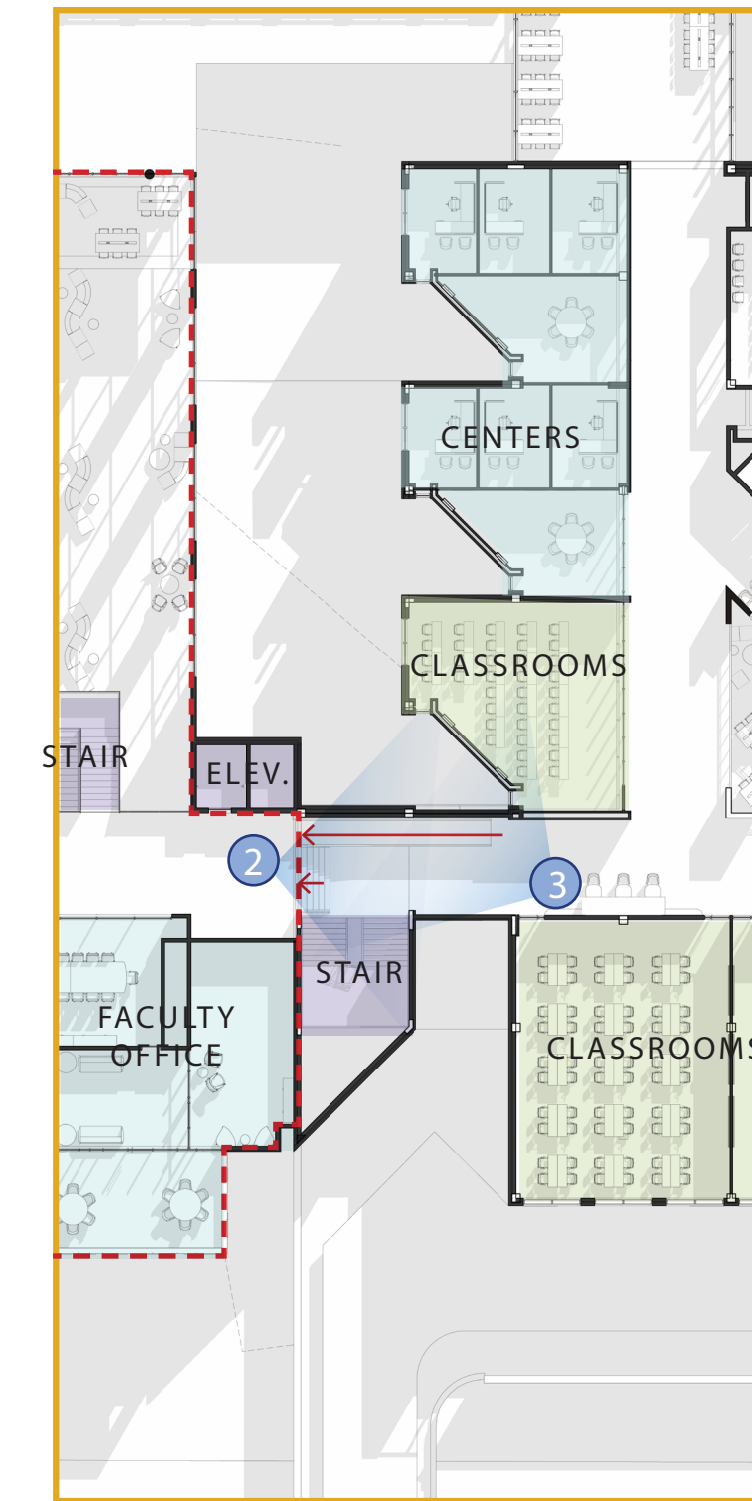 CENTERS
CLASSROOMS
STAIR
ELEV.
2
3
STAIR
FACULTY
OFFICE
CLASSROOMS